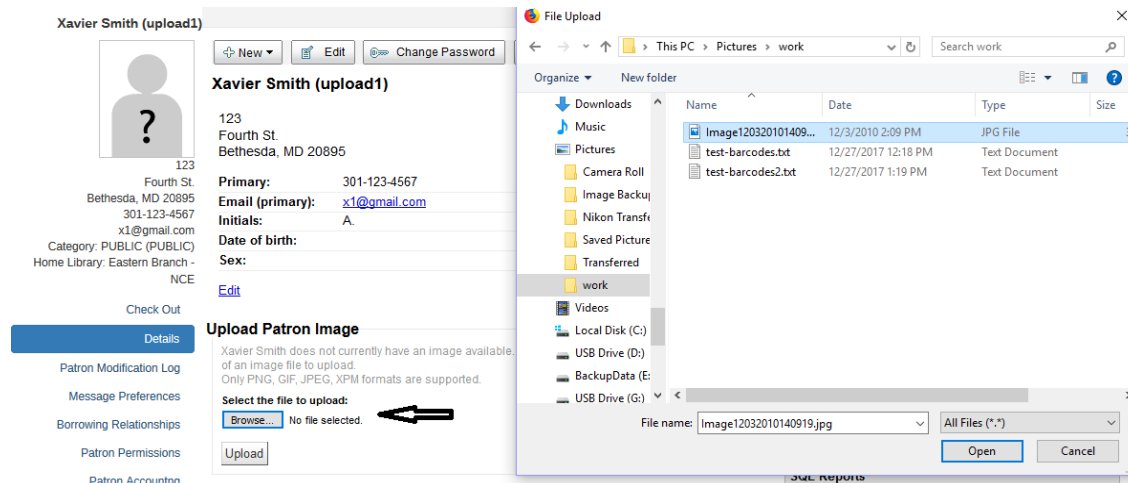 Xavier Smith (upload1)
?
123
Fourth St.
Bethesda, MD 20895
301-123-4567
x1@gmail.com
Category: PUBLIC (PUBLIC)
Home Library: Eastern Branch -
NCE
Check Out
Details
Patron Modification Log
Message Preferences
Borrowing Relationships
Patron Permissions
Patron Accountng
New Edit Change Password
Xavier Smith (upload1)
123
Fourth St.
Bethesda, MD 20895
Primary: 301-123-4567
Email (primary): x1@gmail.com
Initials: A.
Date of birth:
Sex:
Edit
Upload Patron Image
Xavier Smith does not currently have an image available.
of an image file to upload.
Only PNG, GIF, JPEG, XPM formats are supported.
Select the file to upload:
Browse... No file selected.
Upload
File Upload
This PC > Pictures > work Search work
Organize New folder ?
Downloads
Music
Pictures
Camera Roll
Image Backup
Nikon Transfe
Saved Picture
Transferred
work
Videos
Local Disk (C:)
USB Drive (D:)
BackupData (E:
USB Drive (G:)
Name Date Type Size
Image120320101409... 12/3/2010 2:09 PM JPG File
test-barcodes.txt 12/27/2017 12:18 PM Text Document
test-barcodes2.txt 12/27/2017 1:19 PM Text Document
File name: Image12032010140919.jpg All Files (*.*)
Open Cancel
SQL Reports